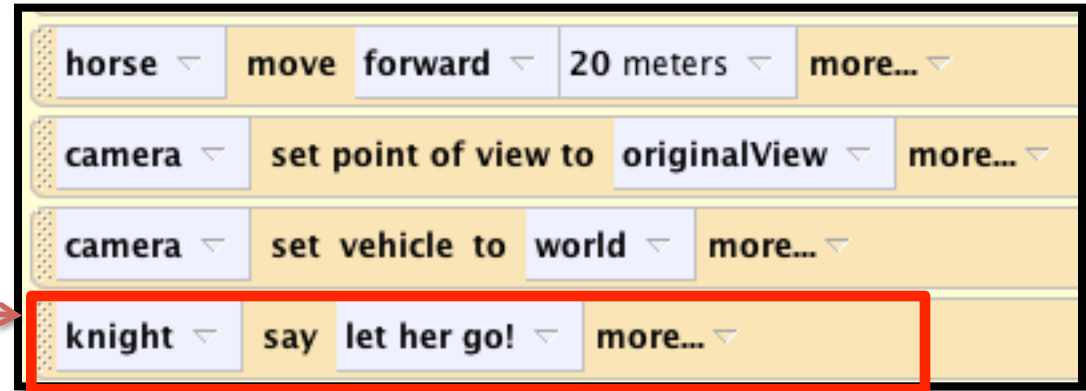 horse move forward 20 meters more...
camera set point of view to originalView more...
camera set vehicle to world more...
knight say let her go! more...